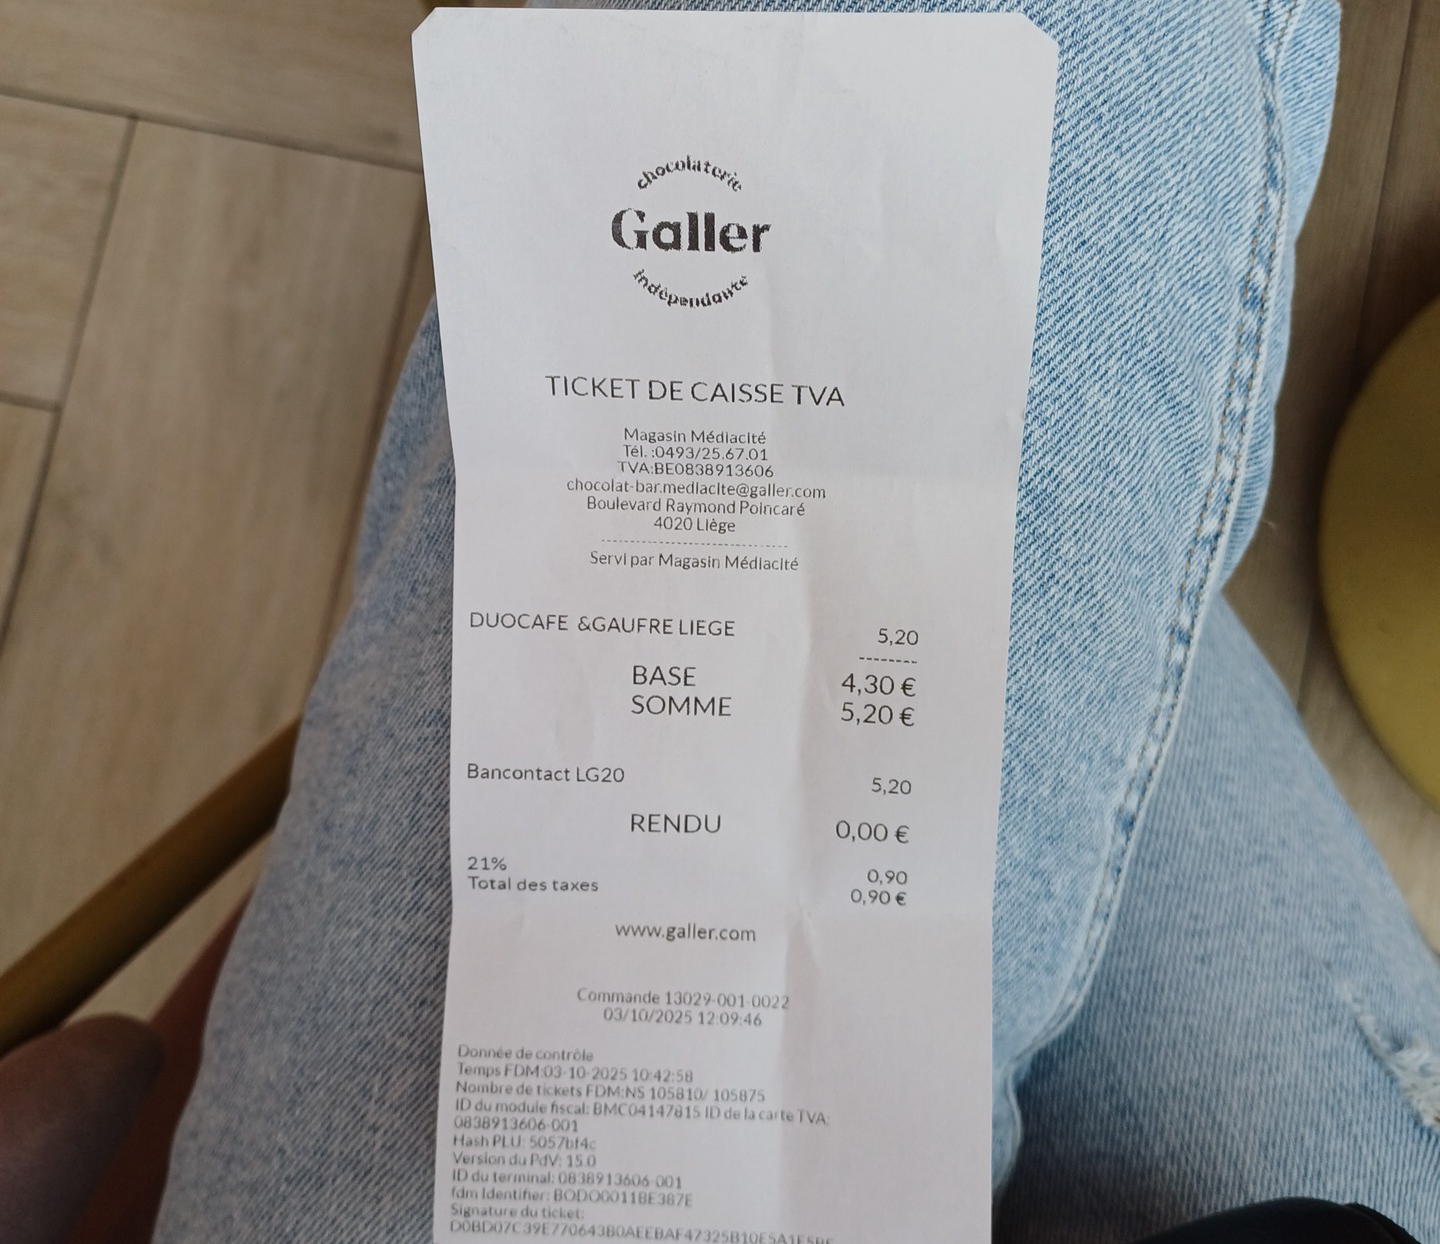 chocolaterie
Galler
indépendante
TICKET DE CAISSE TVA
Magasin Médiacité
Tél. :0493/25.67.01
TVA:BE0838913606
chocolat-bar.mediacite@galler.com
Boulevard Raymond Poincaré
4020 Liège
Servi par Magasin Médiacité
DUOCAFE &GAUFRE LIEGE 5,20
BASE 4,30 €
SOMME 5,20 €
Bancontact LG20 5,20
RENDU 0,00 €
21% 0,90
Total des taxes 0,90 €
www.galler.com
Commande 13029-001-0022
03/10/2025 12:09:46
Donnée de contrôle
Temps FDM:03-10-2025 10:42:58
Nombre de tickets FDM:NS 105810/ 105875
ID du module fiscal: BMC04147815 ID de la carte TVA:
0838913606-001
Hash PLU: 5057bf4c
Version du PdV: 15.0
ID du terminal: 0838913606-001
fdm Identifier: BODO0011BE387E
Signature du ticket: